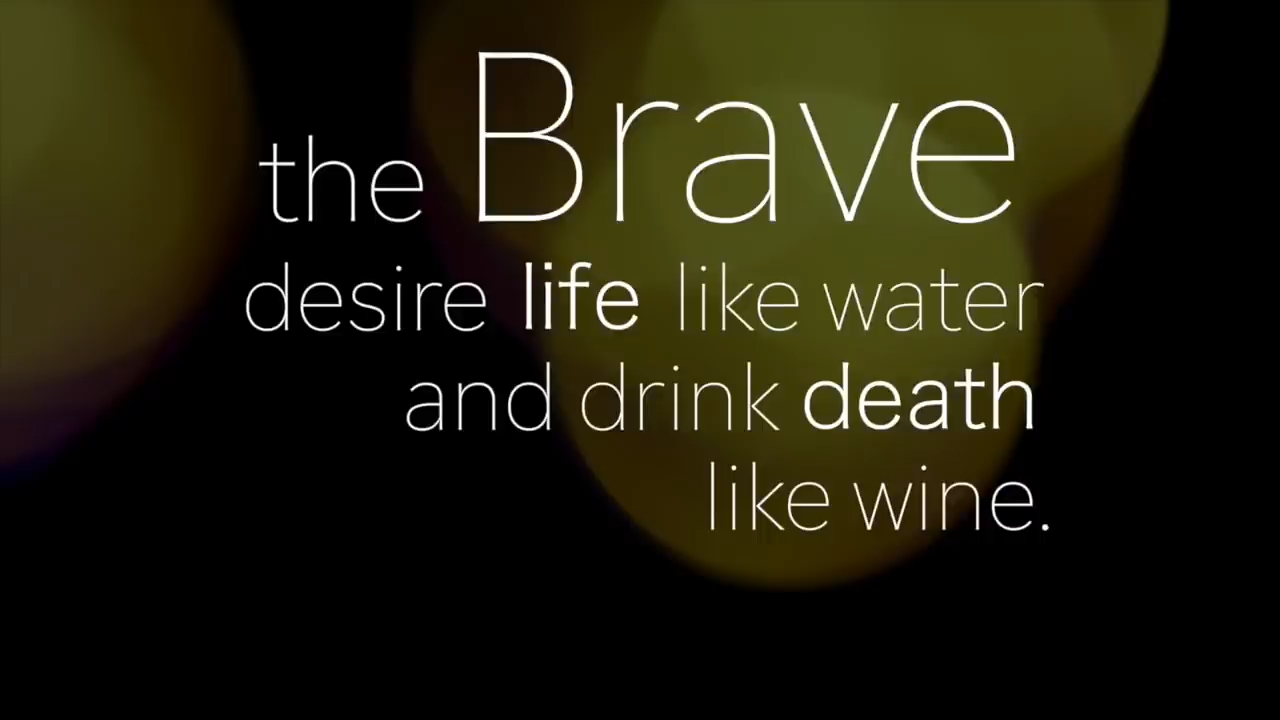 the Brave
desire life like water
and drink death
like wine.